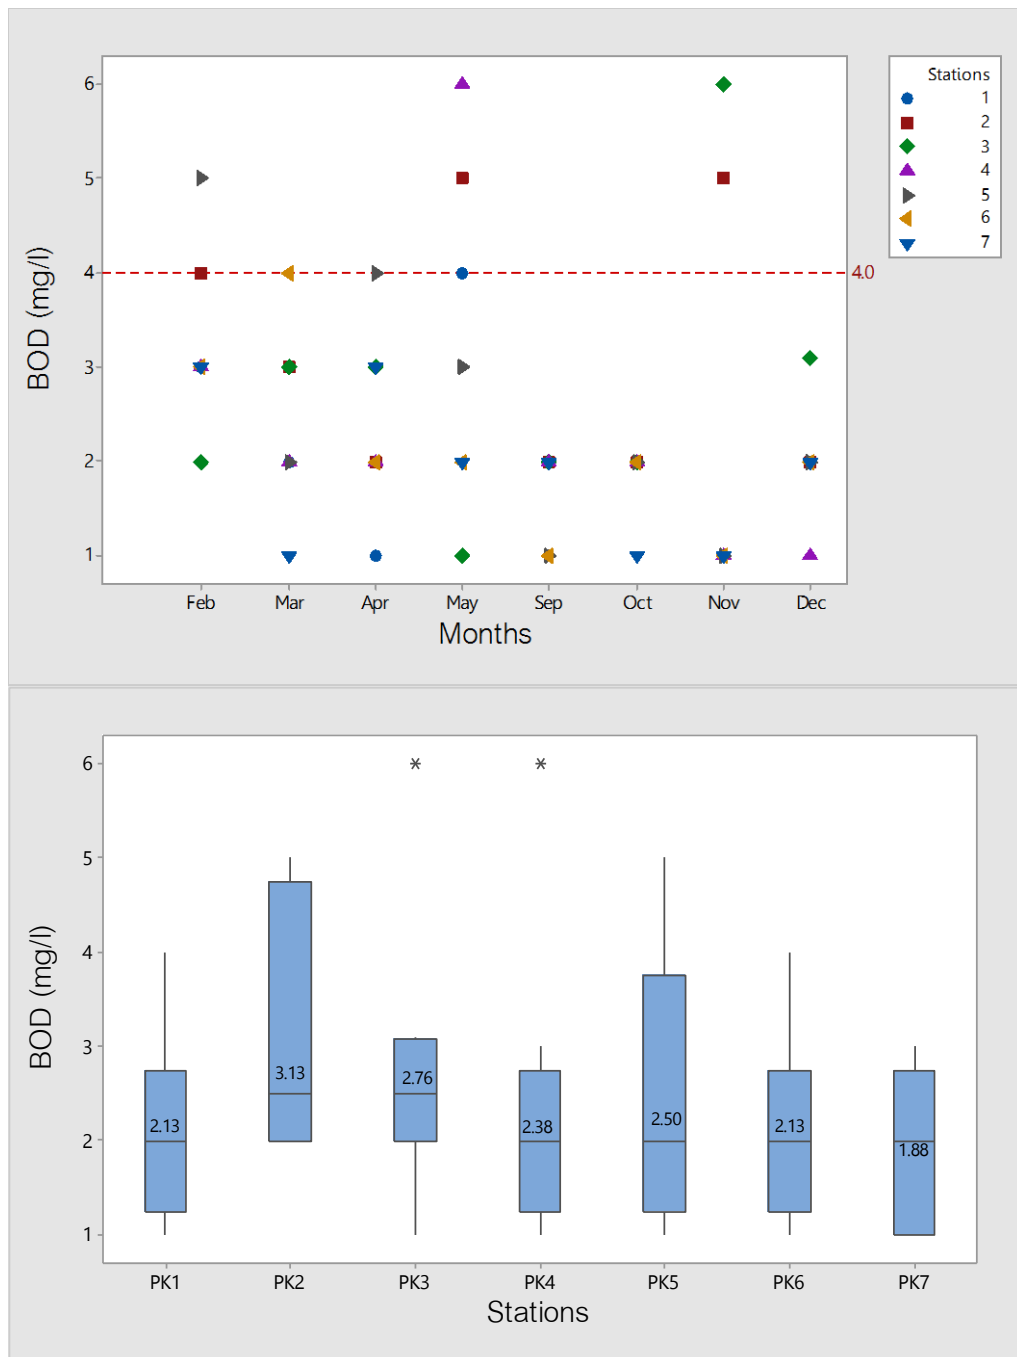 Stations
1
2
3
4
5
6
7
BOD (mg/l)
6
5
4
3
2
1
4.0
Feb Mar Apr May Sep Oct Nov Dec
Months
BOD (mg/l)
6
5
4
3
2
1
2.13 3.13 2.76 2.38 2.50 2.13 1.88
PK1 PK2 PK3 PK4 PK5 PK6 PK7
Stations